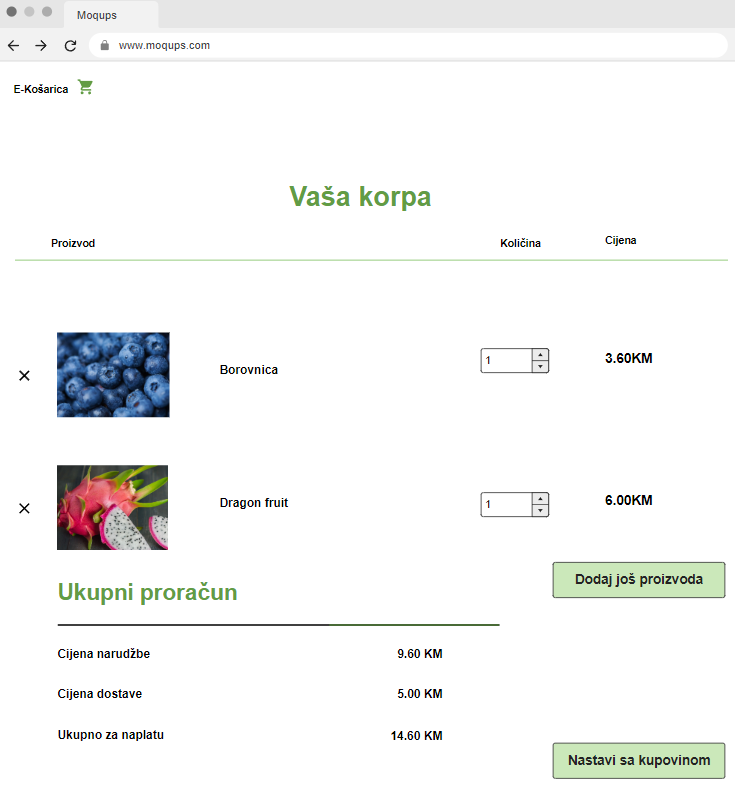 Moqups
www.moqups.com
E-Košarica
Vaša korpa
Proizvod Količina Cijena
Borovnica 1 3.60KM
Dragon fruit 1 6.00KM
Dodaj još proizvoda
Ukupni proračun
Cijena narudžbe 9.60 KM
Cijena dostave 5.00 KM
Ukupno za naplatu 14.60 KM
Nastavi sa kupovinom